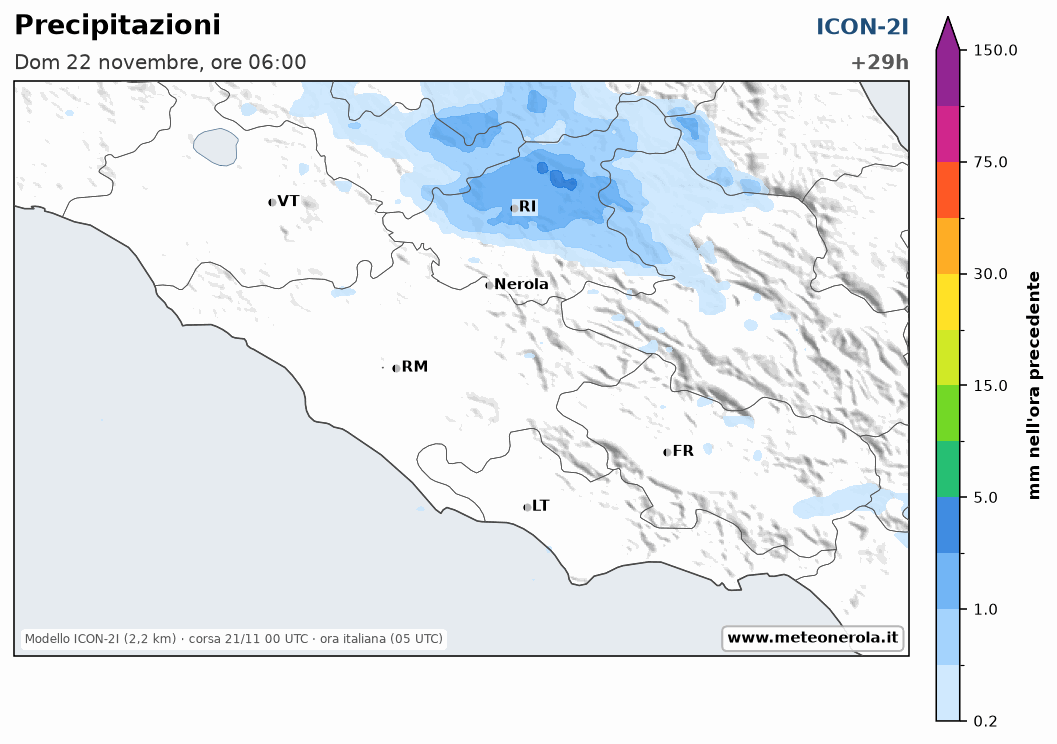 Precipitazioni
ICON-2I
Dom 22 novembre, ore 06:00
+29h
150.0
75.0
30.0
15.0
5.0
1.0
0.2
mm nell'ora precedente
VT
RI
Nerola
RM
FR
LT
Modello ICON-2I (2,2 km) · corsa 21/11 00 UTC · ora italiana (05 UTC)
www.meteonerola.it